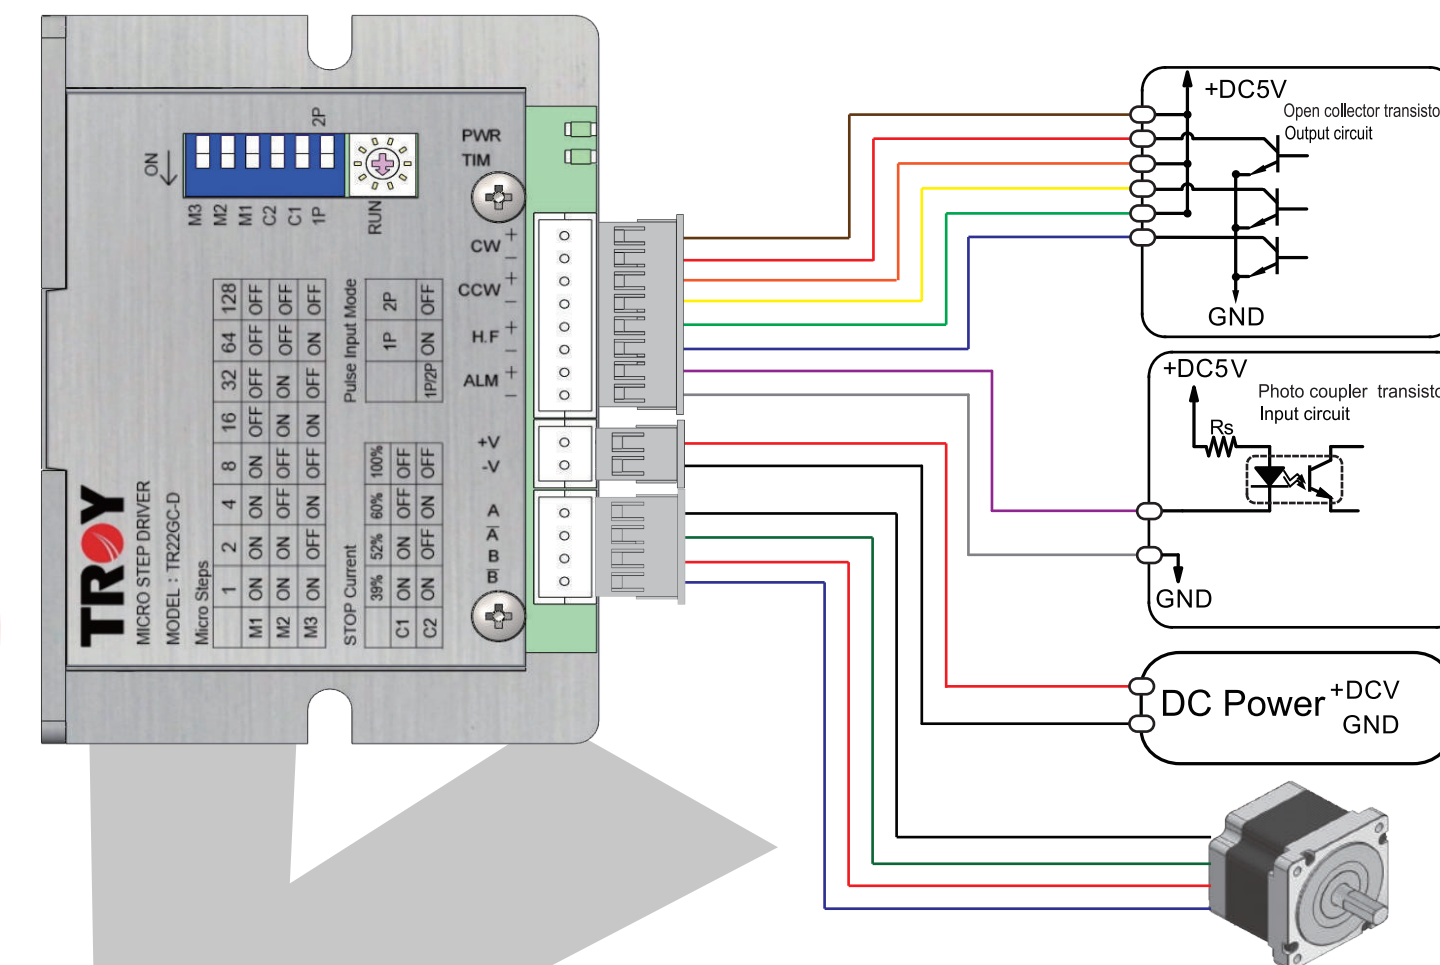 2P
ON
M3
M2
M1
C2
C1
1P
RUN
PWR
TIM
CW + -
CCW + -
H.F + -
ALM + -
+V
-V
A
A̅
B
B̅
TROY
MICRO STEP DRIVER
MODEL : TR22GC-D
Micro Steps
1 2 4 8 16 32 64 128
M1 ON ON ON ON OFF OFF OFF OFF
M2 ON ON OFF OFF ON ON OFF OFF
M3 ON OFF ON OFF ON OFF ON OFF
STOP Current
39% 52% 60% 100%
C1 ON ON OFF OFF
C2 ON OFF ON OFF
Pulse Input Mode
1P 2P
1P/2P ON OFF
+DC5V
Open collector transisto
Output circuit
GND
+DC5V
Photo coupler transisto
Input circuit
Rs
GND
DC Power +DCV
GND